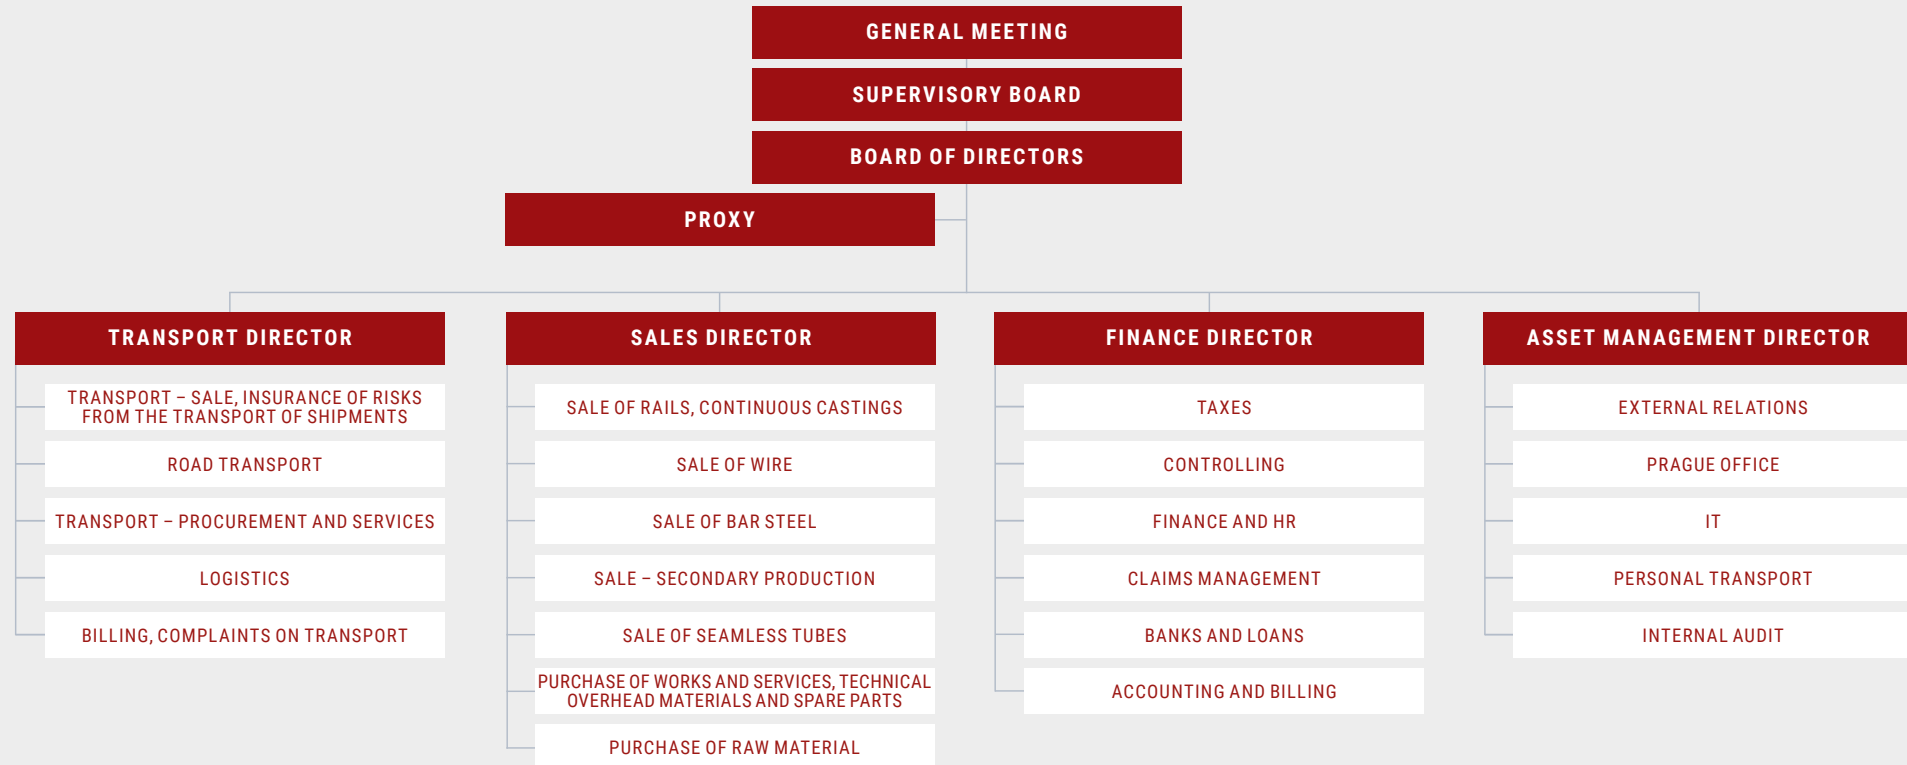 GENERAL MEETING
SUPERVISORY BOARD
BOARD OF DIRECTORS
PROXY
TRANSPORT DIRECTOR
TRANSPORT – SALE, INSURANCE OF RISKS
FROM THE TRANSPORT OF SHIPMENTS
ROAD TRANSPORT
TRANSPORT – PROCUREMENT AND SERVICES
LOGISTICS
BILLING, COMPLAINTS ON TRANSPORT
SALES DIRECTOR
SALE OF RAILS, CONTINUOUS CASTINGS
SALE OF WIRE
SALE OF BAR STEEL
SALE – SECONDARY PRODUCTION
SALE OF SEAMLESS TUBES
PURCHASE OF WORKS AND SERVICES, TECHNICAL
OVERHEAD MATERIALS AND SPARE PARTS
PURCHASE OF RAW MATERIAL
FINANCE DIRECTOR
TAXES
CONTROLLING
FINANCE AND HR
CLAIMS MANAGEMENT
BANKS AND LOANS
ACCOUNTING AND BILLING
ASSET MANAGEMENT DIRECTOR
EXTERNAL RELATIONS
PRAGUE OFFICE
IT
PERSONAL TRANSPORT
INTERNAL AUDIT